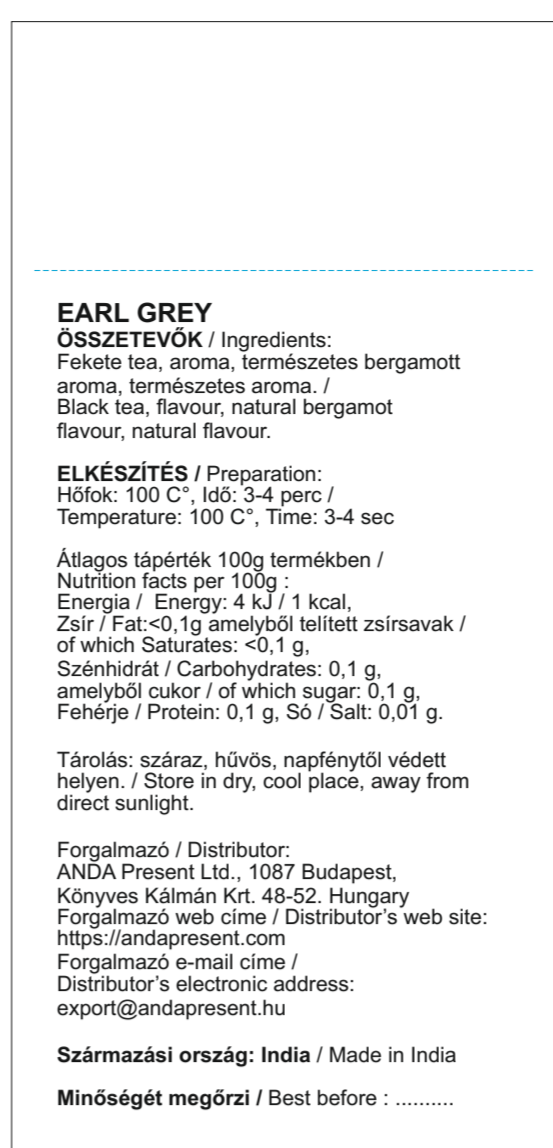 EARL GREY
ÖSSZETEVŐK / Ingredients:
Fekete tea, aroma, természetes bergamott
aroma, természetes aroma. /
Black tea, flavour, natural bergamot
flavour, natural flavour.
ELKÉSZÍTÉS / Preparation:
Hőfok: 100 C°, Idő: 3-4 perc /
Temperature: 100 C°, Time: 3-4 sec
Átlagos tápérték 100g termékben /
Nutrition facts per 100g :
Energia / Energy: 4 kJ / 1 kcal,
Zsír / Fat:<0,1g amelyből telített zsírsavak /
of which Saturates: <0,1 g,
Szénhidrát / Carbohydrates: 0,1 g,
amelyből cukor / of which sugar: 0,1 g,
Fehérje / Protein: 0,1 g, Só / Salt: 0,01 g.
Tárolás: száraz, hűvös, napfénytől védett
helyen. / Store in dry, cool place, away from
direct sunlight.
Forgalmazó / Distributor:
ANDA Present Ltd., 1087 Budapest,
Könyves Kálmán Krt. 48-52. Hungary
Forgalmazó web címe / Distributor's web site:
https://andapresent.com
Forgalmazó e-mail címe /
Distributor's electronic address:
export@andapresent.hu
Származási ország: India / Made in India
Minőségét megőrzi / Best before : ..........